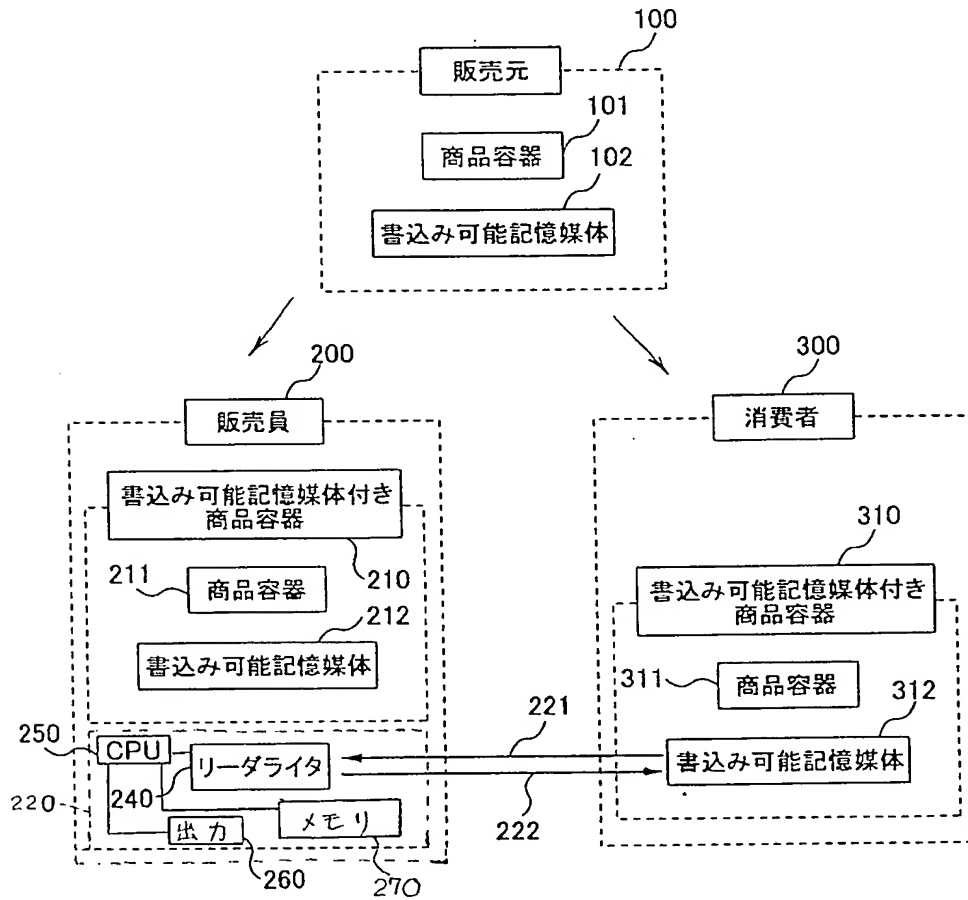 100
販売元
101
商品容器
102
書込み可能記憶媒体
200
販売員
300
消費者
書込み可能記憶媒体付き
商品容器
210
211
商品容器
212
書込み可能記憶媒体
310
書込み可能記憶媒体付き
商品容器
311
商品容器
312
書込み可能記憶媒体
221
222
250
CPU
リーダライタ
240
220
出力
260
メモリ
270